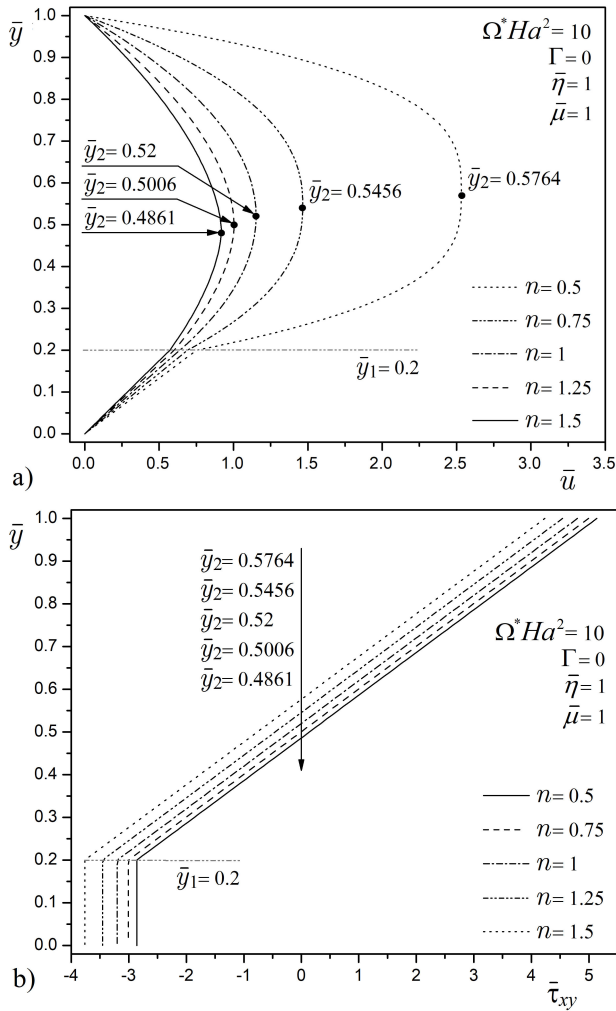 ȳ
1.0
0.9
0.8
0.7
0.6
0.5
0.4
0.3
0.2
0.1
0.0
Ω*Ha²= 10
Γ= 0
η̄= 1
μ̄= 1
ȳ₂= 0.52
ȳ₂= 0.5006
ȳ₂= 0.4861
ȳ₂= 0.5456
ȳ₂= 0.5764
n= 0.5
n= 0.75
n= 1
n= 1.25
n= 1.5
ȳ₁= 0.2
0.0 0.5 1.0 1.5 2.0 2.5 3.0 3.5
ū
a)
ȳ
1.0
0.9
0.8
0.7
0.6
0.5
0.4
0.3
0.2
0.1
0.0
ȳ₂= 0.5764
ȳ₂= 0.5456
ȳ₂= 0.52
ȳ₂= 0.5006
ȳ₂= 0.4861
Ω*Ha²= 10
Γ= 0
η̄= 1
μ̄= 1
n= 0.5
n= 0.75
n= 1
n= 1.25
n= 1.5
ȳ₁= 0.2
-4 -3 -2 -1 0 1 2 3 4 5
τ̄xy
b)